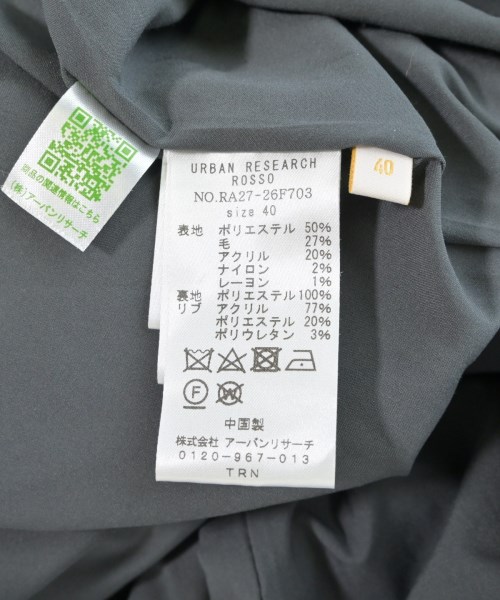 商品の関連情報はこちら
(株)アーバンリサーチ
URBAN RESEARCH
ROSSO
NO.RA27-26F703
size 40
表地 ポリエステル 50%
毛 27%
アクリル 20%
ナイロン 2%
レーヨン 1%
裏地 ポリエステル100%
リブ アクリル 77%
ポリエステル 20%
ポリウレタン 3%
F W
中国製
株式会社 アーバンリサーチ
0120-967-013
TRN
40